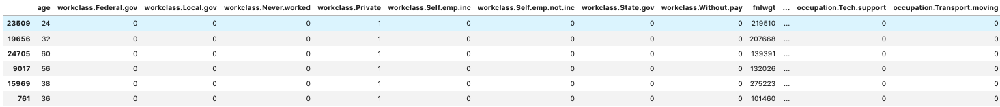 age workclass.Federal.gov workclass.Local.gov workclass.Never.worked workclass.Private workclass.Self.emp.inc workclass.Self.emp.not.inc workclass.State.gov workclass.Without.pay fnlwgt ... occupation.Tech.support occupation.Transport.moving
23509 24 0 0 0 1 0 0 0 0 219510 ... 0 0
19656 32 0 0 0 1 0 0 0 0 207668 ... 0 0
24705 60 0 0 0 1 0 0 0 0 139391 ... 0 0
9017 56 0 0 0 1 0 0 0 0 132026 ... 0 0
15969 38 0 0 0 1 0 0 0 0 275223 ... 0 0
761 36 0 0 0 1 0 0 0 0 101460 ... 0 0